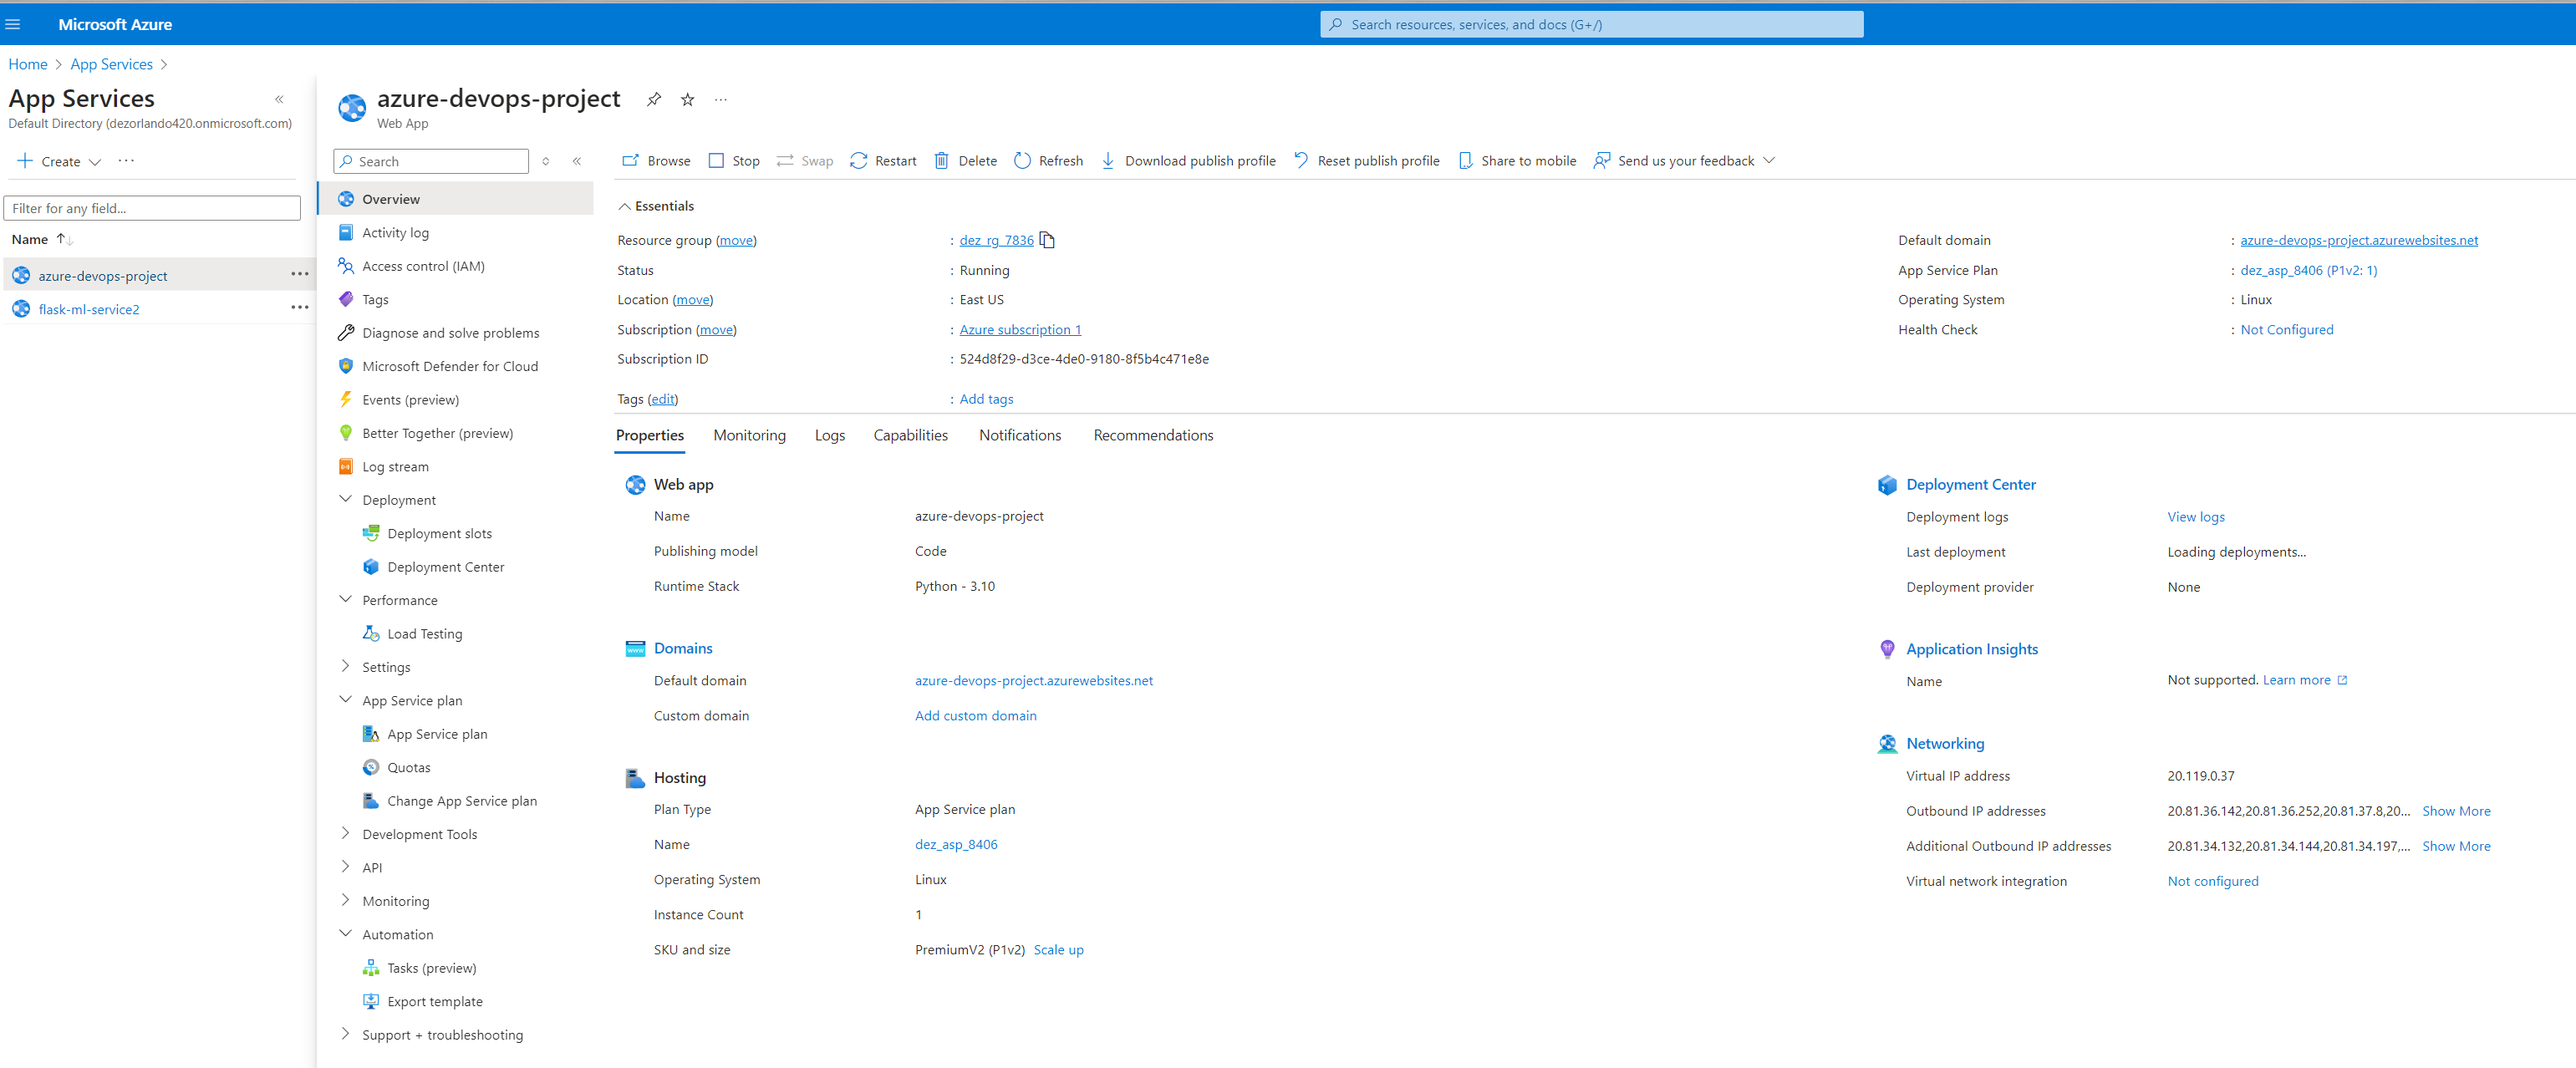 Microsoft Azure
Search resources, services, and docs (G+/)
Home > App Services >
App Services
Default Directory (dezorlando420.onmicrosoft.com)
Create
Filter for any field...
Name
azure-devops-project
flask-ml-service2
azure-devops-project
Web App
Search
Overview
Activity log
Access control (IAM)
Tags
Diagnose and solve problems
Microsoft Defender for Cloud
Events (preview)
Better Together (preview)
Log stream
Deployment
Deployment slots
Deployment Center
Performance
Load Testing
Settings
App Service plan
App Service plan
Quotas
Change App Service plan
Development Tools
API
Monitoring
Automation
Tasks (preview)
Export template
Support + troubleshooting
Browse Stop Swap Restart Delete Refresh Download publish profile Reset publish profile Share to mobile Send us your feedback
Essentials
Resource group (move) : dez_rg_7836
Status : Running
Location (move) : East US
Subscription (move) : Azure subscription 1
Subscription ID : 524d8f29-d3ce-4de0-9180-8f5b4c471e8e
Tags (edit) : Add tags
Default domain : azure-devops-project.azurewebsites.net
App Service Plan : dez_asp_8406 (P1v2: 1)
Operating System : Linux
Health Check : Not Configured
Properties Monitoring Logs Capabilities Notifications Recommendations
Web app
Name azure-devops-project
Publishing model Code
Runtime Stack Python - 3.10
Domains
Default domain azure-devops-project.azurewebsites.net
Custom domain Add custom domain
Hosting
Plan Type App Service plan
Name dez_asp_8406
Operating System Linux
Instance Count 1
SKU and size PremiumV2 (P1v2) Scale up
Deployment Center
Deployment logs View logs
Last deployment Loading deployments...
Deployment provider None
Application Insights
Name Not supported. Learn more
Networking
Virtual IP address 20.119.0.37
Outbound IP addresses 20.81.36.142,20.81.36.252,20.81.37.8,20... Show More
Additional Outbound IP addresses 20.81.34.132,20.81.34.144,20.81.34.197,... Show More
Virtual network integration Not configured